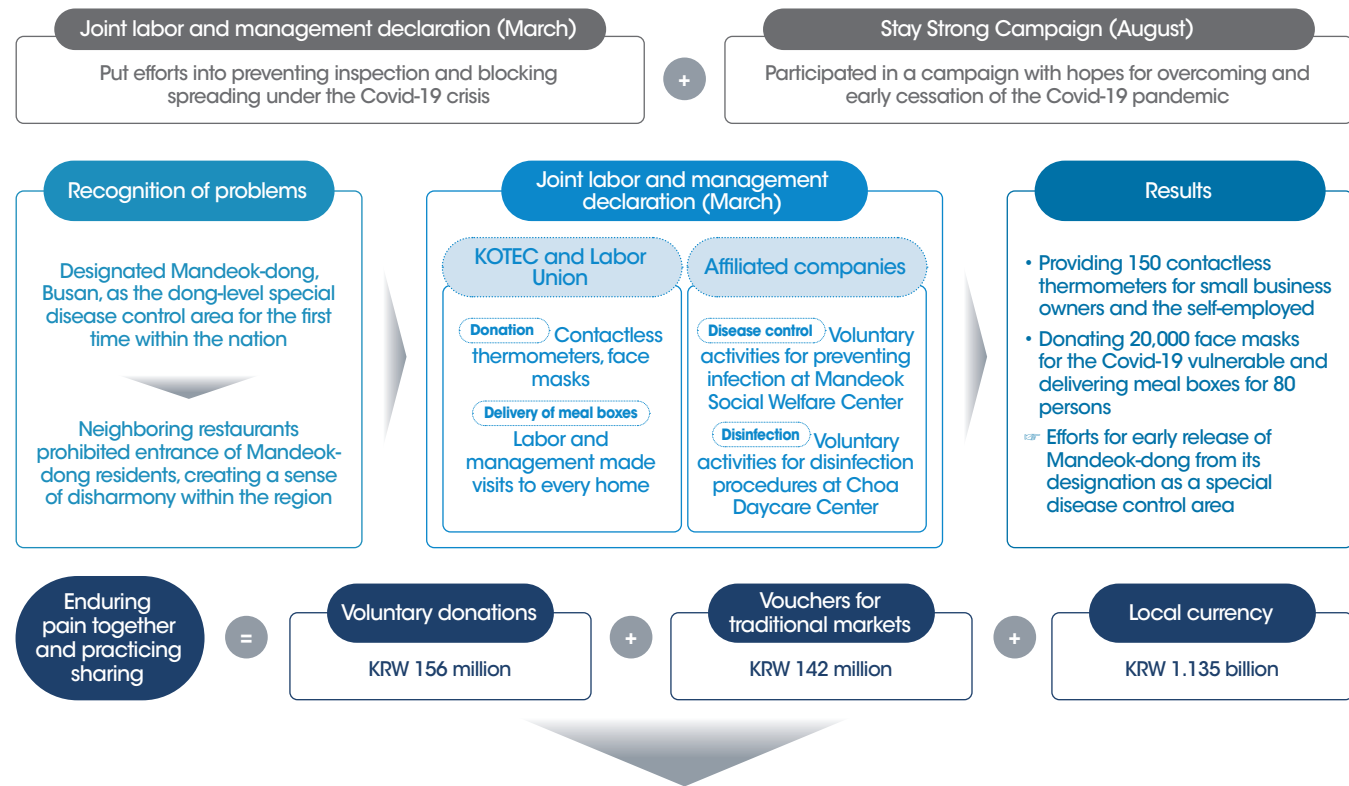 Joint labor and management declaration (March)
Put efforts into preventing inspection and blocking
spreading under the Covid-19 crisis
+
Stay Strong Campaign (August)
Participated in a campaign with hopes for overcoming and
early cessation of the Covid-19 pandemic
Recognition of problems
Designated Mandeok-dong,
Busan, as the dong-level special
disease control area for the first
time within the nation
Neighboring restaurants
prohibited entrance of Mandeok-
dong residents, creating a sense
of disharmony within the region
Joint labor and management
declaration (March)
KOTEC and Labor
Union
Donation Contactless
thermometers, face
masks
Delivery of meal boxes
Labor and
management made
visits to every home
Affiliated companies
Disease control Voluntary
activities for preventing
infection at Mandeok
Social Welfare Center
Disinfection Voluntary
activities for disinfection
procedures at Choa
Daycare Center
Results
• Providing 150 contactless
thermometers for small business
owners and the self-employed
• Donating 20,000 face masks
for the Covid-19 vulnerable and
delivering meal boxes for 80
persons
☞ Efforts for early release of
Mandeok-dong from its
designation as a special
disease control area
Enduring
pain together
and practicing
sharing
=
Voluntary donations
KRW 156 million
+
Vouchers for
traditional markets
KRW 142 million
+
Local currency
KRW 1.135 billion